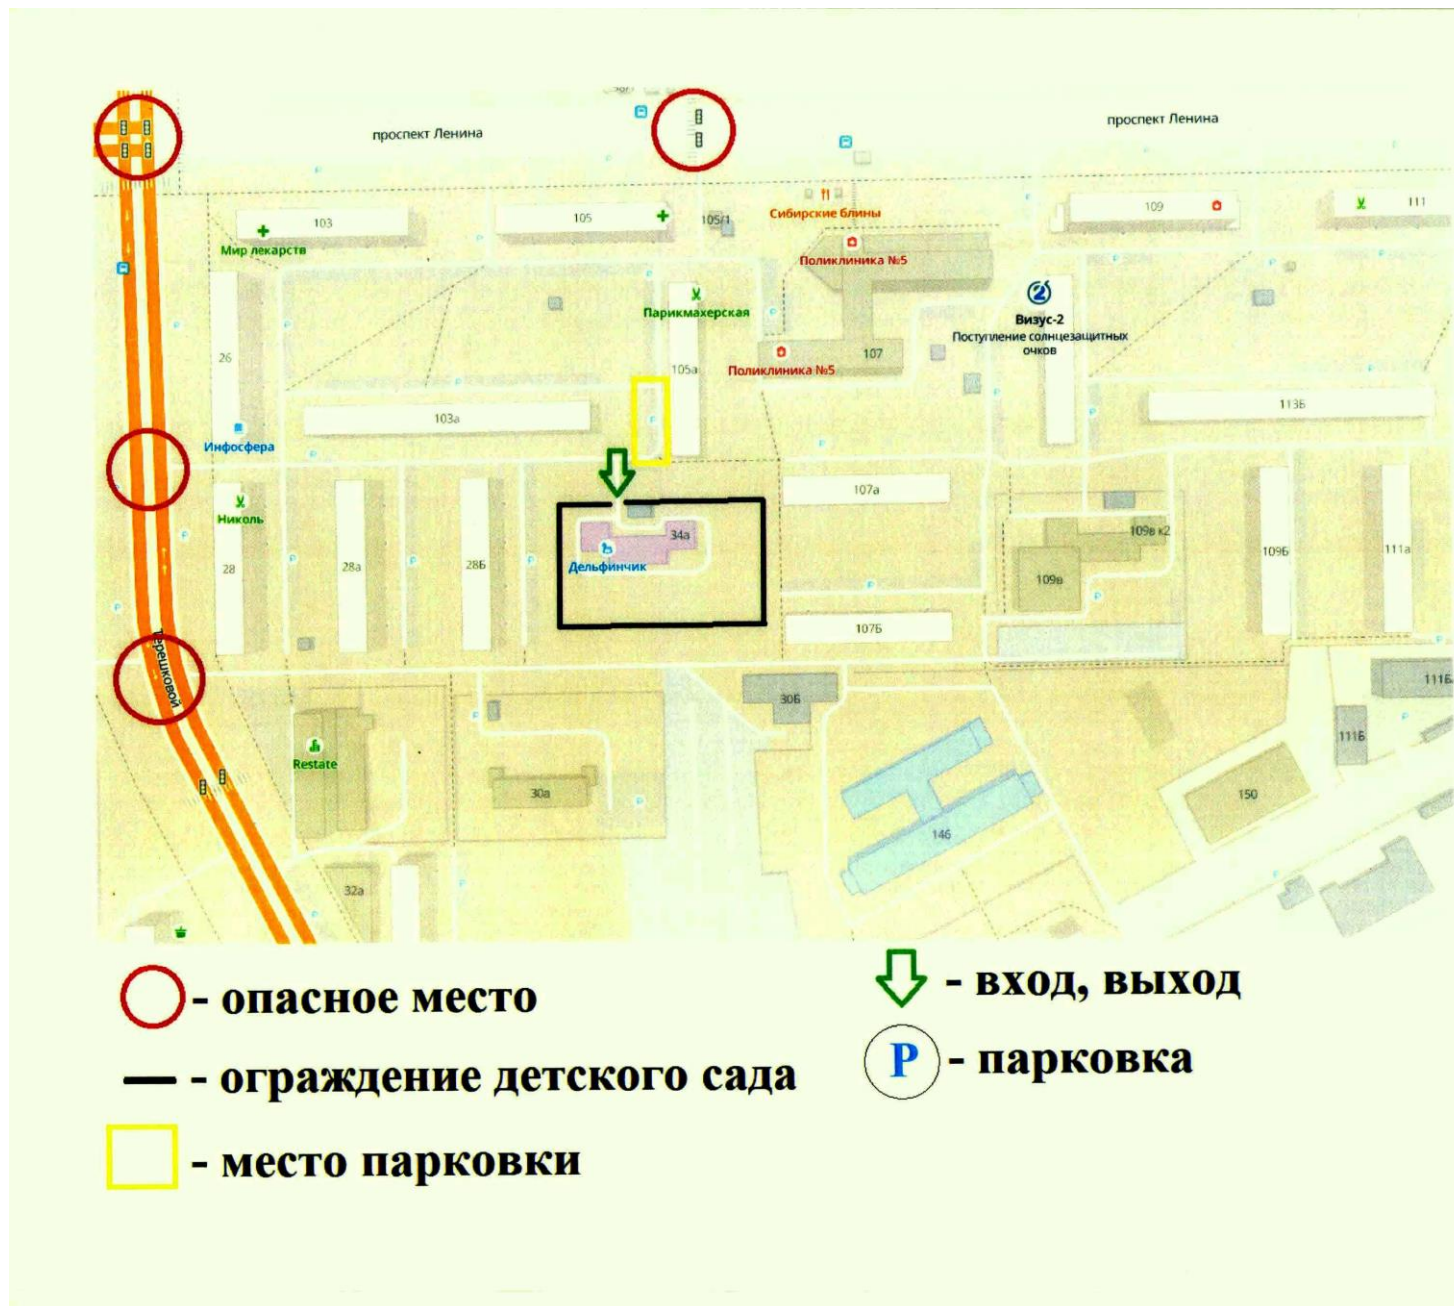 проспект Ленина
проспект Ленина
103
105
105/1
Сибирские блины
109
111
Мир лекарств
Поликлиника №5
26
Парикмахерская
Визус-2
Поступление солнцезащитных
очков
105а
107
Поликлиника №5
103а
113Б
Инфосфера
107а
Николь
34а
109в к2
28
28а
28Б
Дельфинчик
109в
109Б
111а
107Б
Терешковой
30Б
111Б
111Б
Restate
30а
146
150
32а
- опасное место
- вход, выход
- ограждение детского сада
P - парковка
- место парковки